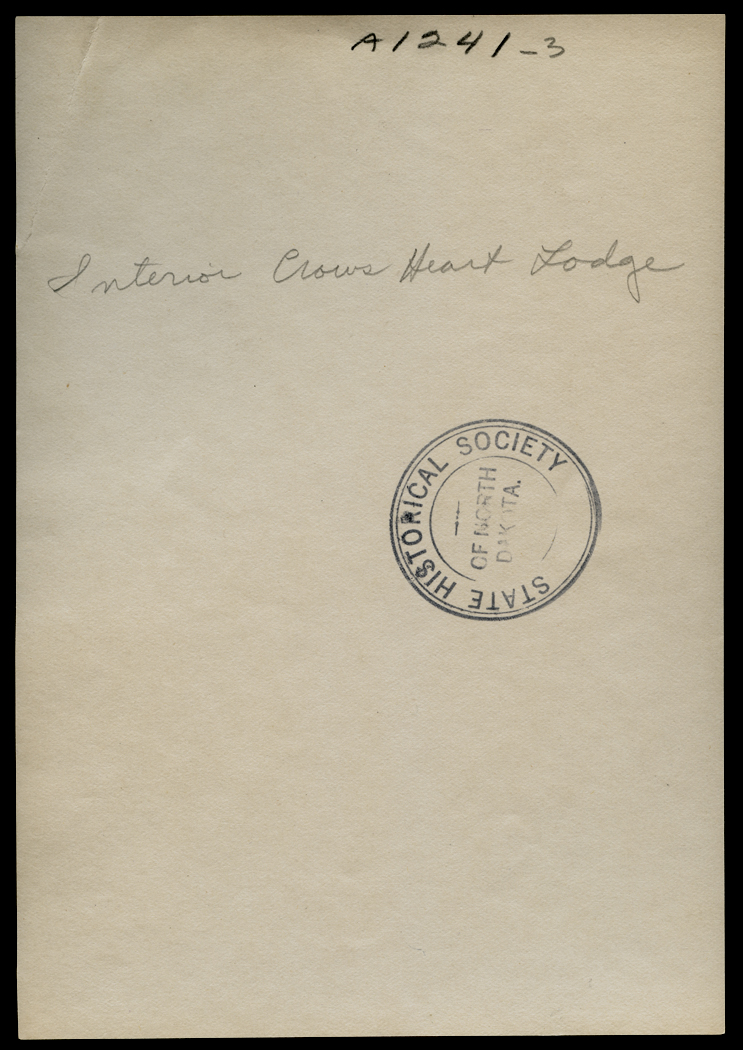 A1241-3
Interior Crows Heart Lodge
STATE HISTORICAL SOCIETY
OF NORTH
DAKOTA.